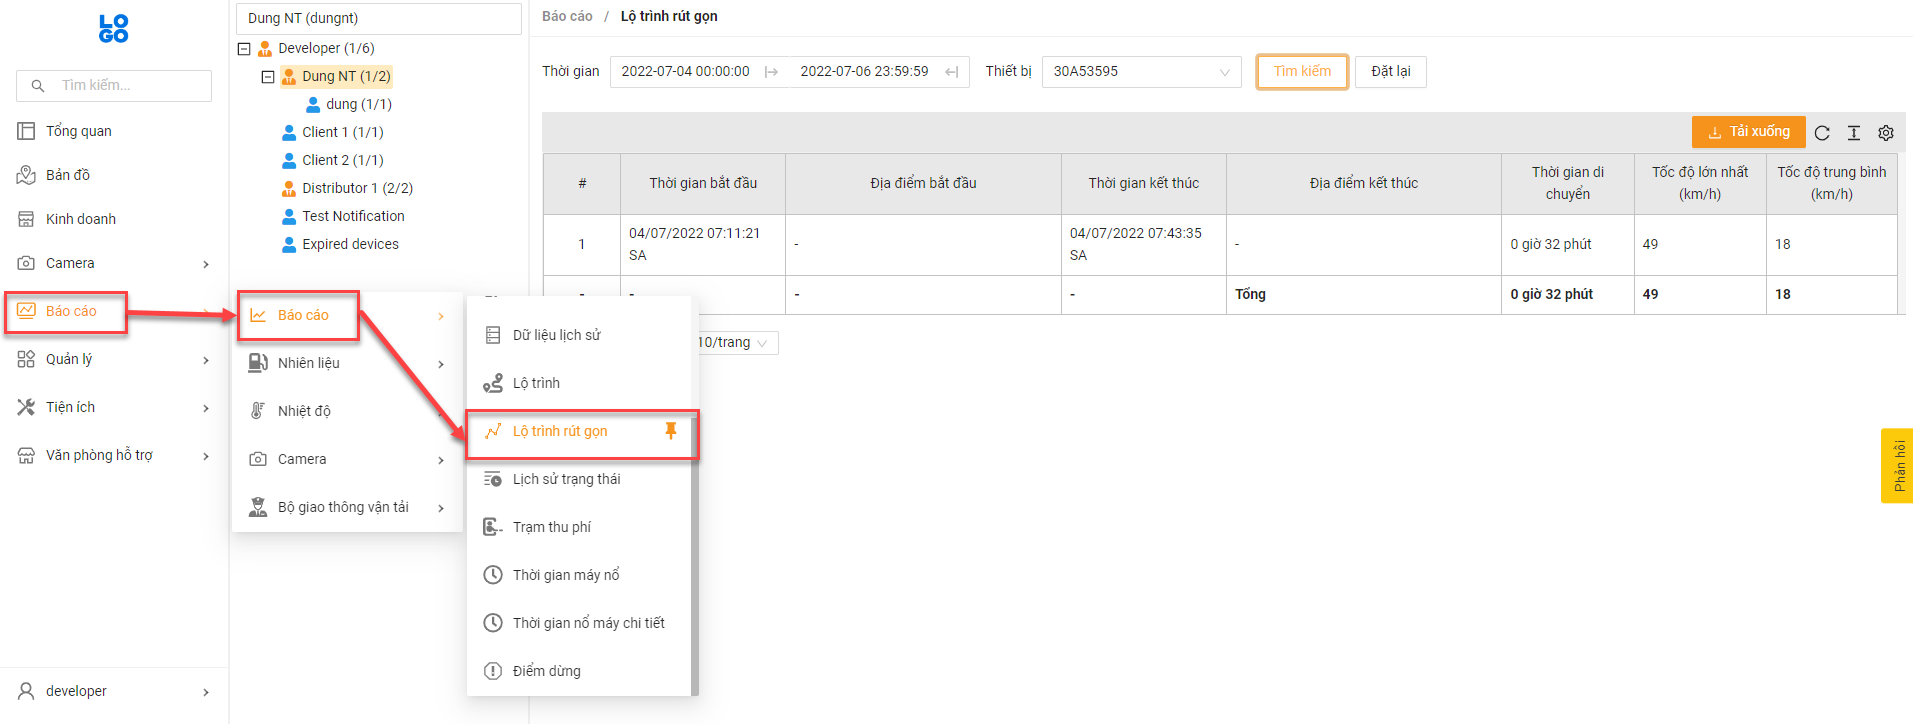 LO
GO
Tìm kiếm...
Tổng quan
Bản đồ
Kinh doanh
Camera
Báo cáo
Quản lý
Tiện ích
Văn phòng hỗ trợ
developer
Dung NT (dungnt)
Developer (1/6)
Dung NT (1/2)
dung (1/1)
Client 1 (1/1)
Client 2 (1/1)
Distributor 1 (2/2)
Test Notification
Expired devices
Báo cáo
Nhiên liệu
Nhiệt độ
Camera
Bộ giao thông vận tải
Dữ liệu lịch sử
Lộ trình
Lộ trình rút gọn
Lịch sử trạng thái
Trạm thu phí
Thời gian máy nổ
Thời gian nổ máy chi tiết
Điểm dừng
Báo cáo / Lộ trình rút gọn
Thời gian 2022-07-04 00:00:00 2022-07-06 23:59:59 Thiết bị 30A53595 Tìm kiếm Đặt lại
Tải xuống
# Thời gian bắt đầu Địa điểm bắt đầu Thời gian kết thúc Địa điểm kết thúc Thời gian di chuyển Tốc độ lớn nhất (km/h) Tốc độ trung bình (km/h)
1 04/07/2022 07:11:21 SA - 04/07/2022 07:43:35 SA - 0 giờ 32 phút 49 18
- - - - Tổng 0 giờ 32 phút 49 18
10/trang
Phản hồi